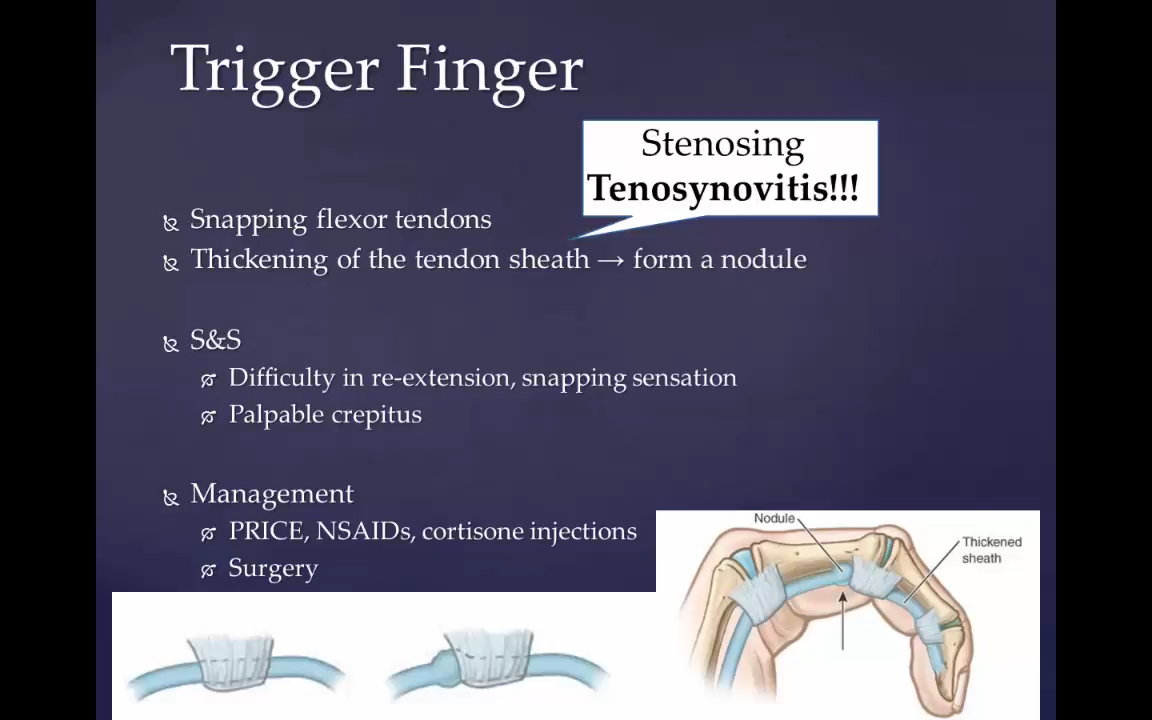 Trigger Finger
Stenosing
Tenosynovitis!!!
Snapping flexor tendons
Thickening of the tendon sheath → form a nodule
S&S
Difficulty in re-extension, snapping sensation
Palpable crepitus
Management
PRICE, NSAIDs, cortisone injections
Surgery
Nodule
Thickened
sheath